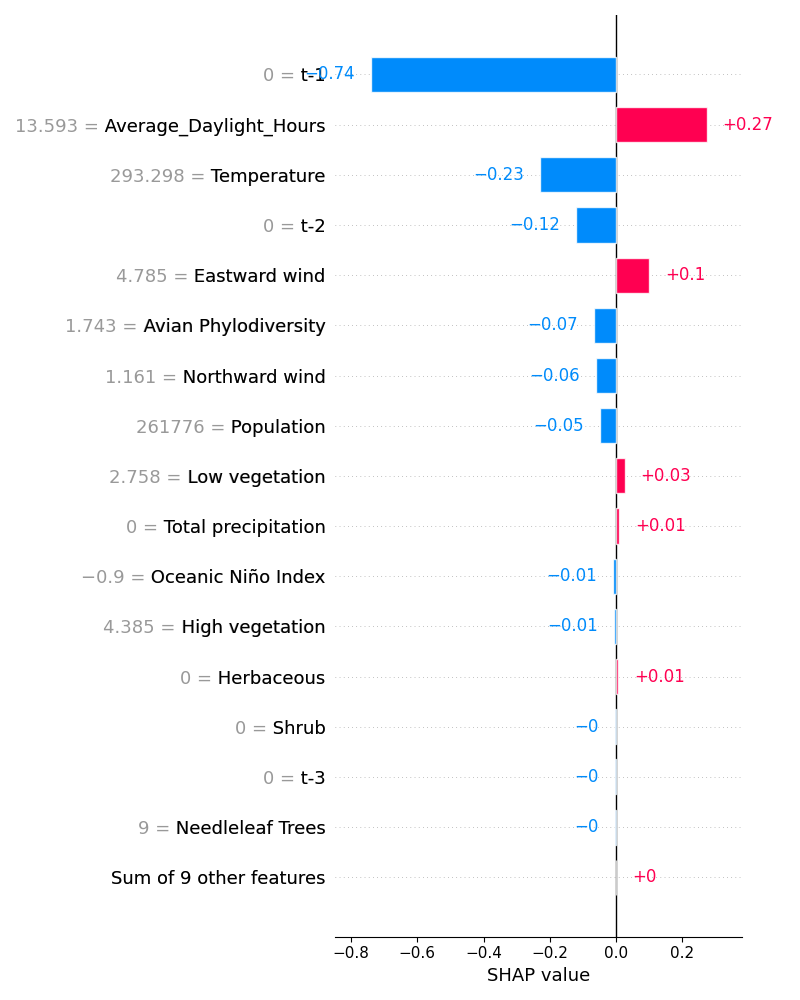 0 = t-1 −0.74
13.593 = Average_Daylight_Hours +0.27
293.298 = Temperature −0.23
0 = t-2 −0.12
4.785 = Eastward wind +0.1
1.743 = Avian Phylodiversity −0.07
1.161 = Northward wind −0.06
261776 = Population −0.05
2.758 = Low vegetation +0.03
0 = Total precipitation +0.01
−0.9 = Oceanic Niño Index −0.01
4.385 = High vegetation −0.01
0 = Herbaceous +0.01
0 = Shrub −0
0 = t-3 −0
9 = Needleleaf Trees −0
Sum of 9 other features +0
−0.8 −0.6 −0.4 −0.2 0.0 0.2
SHAP value